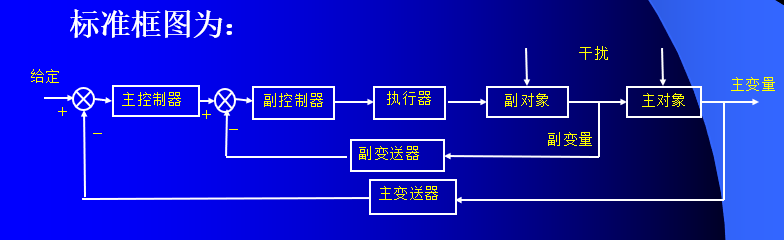 标准框图为：
干扰
给定
主变量
主控制器
副控制器
执行器
副对象
主对象
+
+
−
−
副变量
副变送器
主变送器